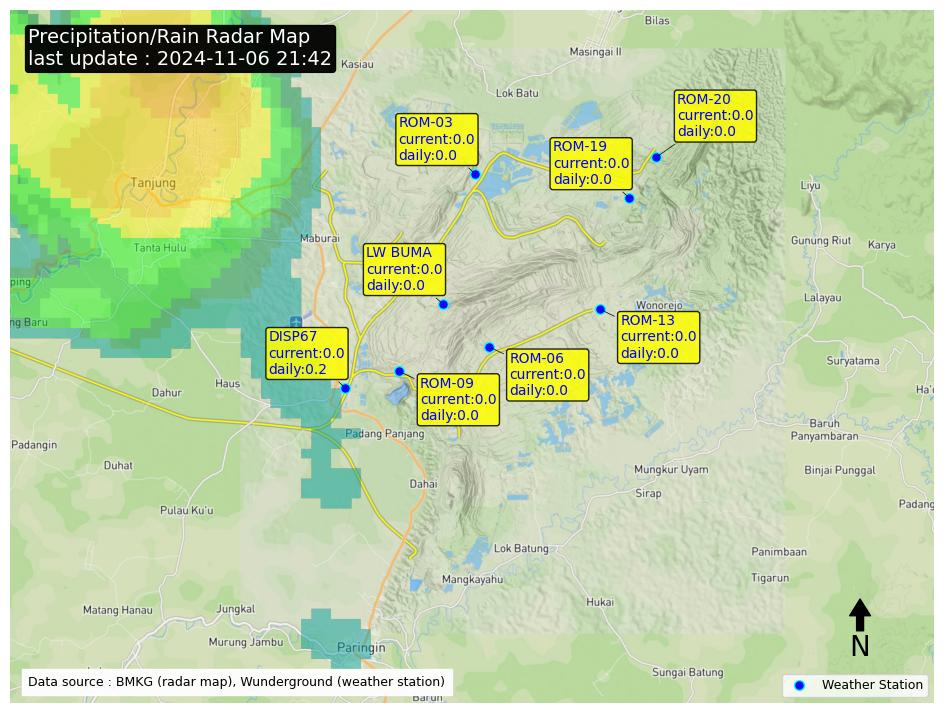 Precipitation/Rain Radar Map
last update : 2024-11-06 21:42
Bilas
Masingai II
Kasiau
Lok Batu
ROM-20
current:0.0
daily:0.0
ROM-03
current:0.0
daily:0.0
ROM-19
current:0.0
daily:0.0
Tanjung
Liyu
Maburai
Tanta Hulu
Gunung Riut
Karya
LW BUMA
current:0.0
daily:0.0
ping
Lalayau
Wonorejo
ng Baru
ROM-13
current:0.0
daily:0.0
DISP67
current:0.0
daily:0.2
ROM-06
current:0.0
daily:0.0
Suryatama
Haus
Dahur
ROM-09
current:0.0
daily:0.0
Baruh
Panyambaran
Padang Panjang
Padangin
Duhat
Mungkur Uyam
Binjai Punggal
Dahai
Sirap
Padang
Pulau Ku'u
Lok Batung
Panimbaan
Mangkayahu
Tigarun
Hukai
Matang Hanau
Jungkal
Murung Jambu
Paringin
N
Sungai Batung
Data source : BMKG (radar map), Wunderground (weather station)
Weather Station
Barun